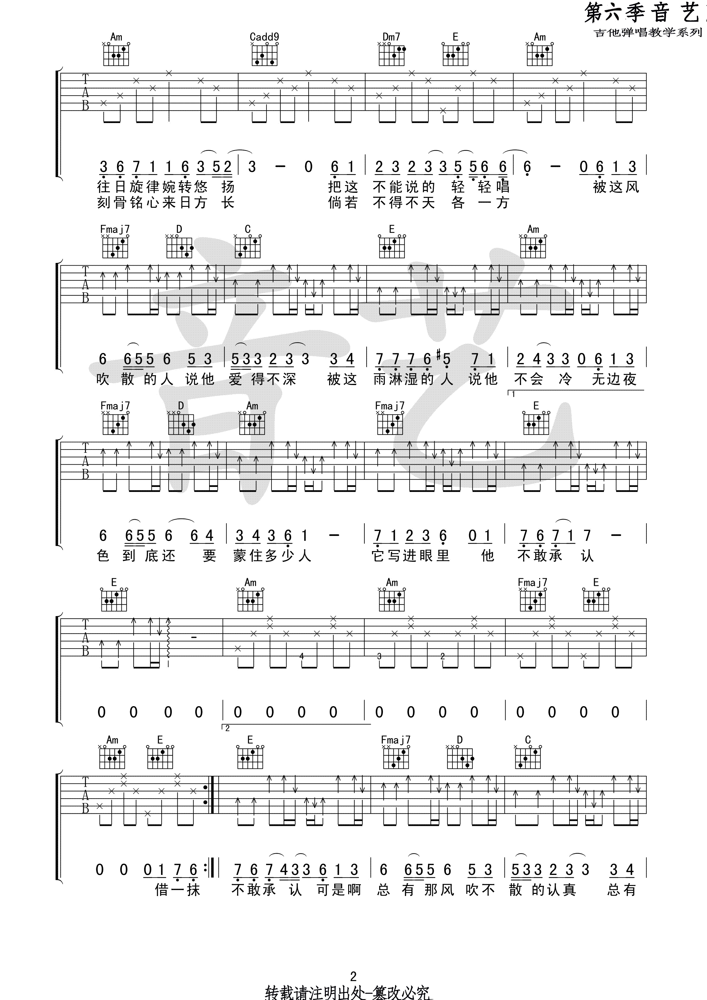 第六季音 艺
吉他弹唱教学系列
Am Cadd9 Dm7 E Am
T
A
B
3 6 7 1 1 6 3 5 2 | 3 － 0 6 1 | 2 3 2 3 3 5 5 6 6 | 6 － 0 6 1 3 |
往日旋律婉转悠 扬 把这 不能说的 轻 轻唱 被这风
刻骨铭心来日方 长 倘若 不得不天 各 一方
Fmaj7 D C E Am
T
A
B
6 6 5 5 6 5 3 | 5 3 3 2 3 3 3 4 | 7 7 7 6 #5 7 1 | 2 4 3 3 0 6 1 3
吹 散 的人 说他 爱 得不深 被这 雨淋湿的人 说他 不会 冷 无边夜
1
Fmaj7 D Am Fmaj7 E
T
A
B
6 6 5 5 6 6 4 | 3 4 3 6 1 － | 7 1 2 3 6 0 1 | 7 6 7 1 7 －
色 到 底还 要 蒙住多少人 它写进眼里 他 不敢承 认
E Am Am Fmaj7 E
T
A
B
4 3 2
0 0 0 0 | 0 0 0 0 | 0 0 0 0 | 0 0 0 0 |
2
Am E E Fmaj7 D C
T
A
B
0 0 0 1 7 6 :| 7 6 7 4 3 3 6 1 3 | 6 6 5 5 6 5 3 | 5 3 3 2 3 3 3 4
借一抹 不敢承 认 可是啊 总 有 那风 吹不 散 的认真 总有
2
转载请注明出处-篡改必究